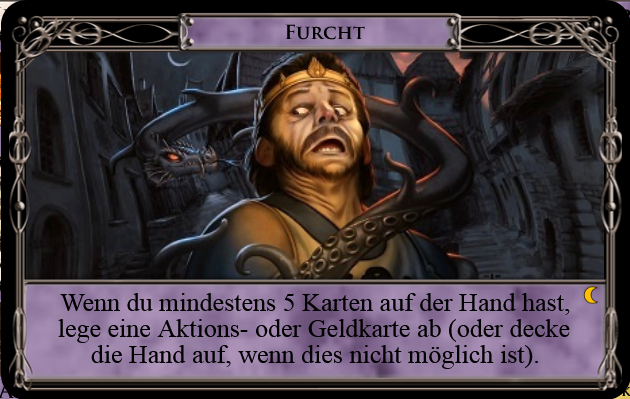 Furcht
Wenn du mindestens 5 Karten auf der Hand hast,
lege eine Aktions- oder Geldkarte ab (oder decke
die Hand auf, wenn dies nicht möglich ist).